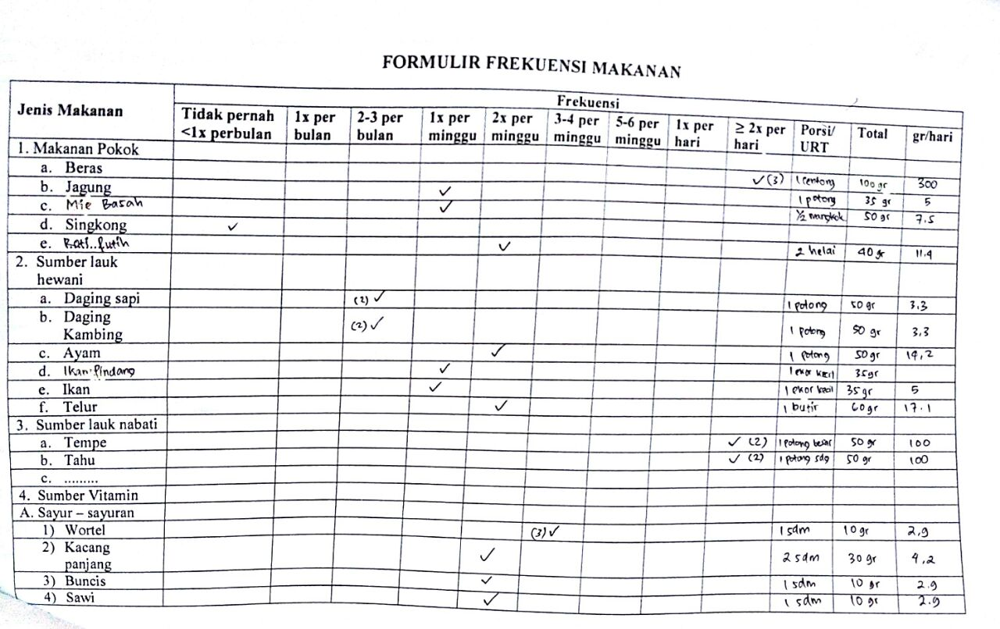 FORMULIR FREKUENSI MAKANAN
Jenis Makanan Frekuensi
Tidak pernah <1x perbulan 1x per bulan 2-3 per bulan 1x per minggu 2x per minggu 3-4 per minggu 5-6 per minggu 1x per hari ≥ 2x per hari Porsi/ URT Total gr/hari
1. Makanan Pokok
a. Beras ✓(3) 1 centong 100 gr 300
b. Jagung ✓ 1 potong 35 gr 5
c. Mie Basah ✓ 1/2 mangkok 50 gr 7.5
d. Singkong ✓
e. Roti..Putih ✓ 2 helai 40 gr 11.4
2. Sumber lauk
hewani
a. Daging sapi (2) ✓ 1 potong 50 gr 3,3
b. Daging
Kambing (2) ✓ 1 potong 50 gr 3,3
c. Ayam ✓ 1 potong 50 gr 14,2
d. Ikan Pindang ✓ 1 ekor kecil 35gr
e. Ikan ✓ 1 ekor kecil 35 gr 5
f. Telur ✓ 1 butir 60 gr 17.1
3. Sumber lauk nabati
a. Tempe ✓ (2) 1 potong besar 50 gr 100
b. Tahu ✓ (2) 1 potong sdg 50 gr 100
c. .........
4. Sumber Vitamin
A. Sayur – sayuran
1) Wortel (3) ✓ 1 sdm 10 gr 2,9
2) Kacang
panjang ✓ 2 sdm 30 gr 4,2
3) Buncis ✓ 1 sdm 10 gr 2.9
4) Sawi ✓ 1 sdm 10 gr 2.9